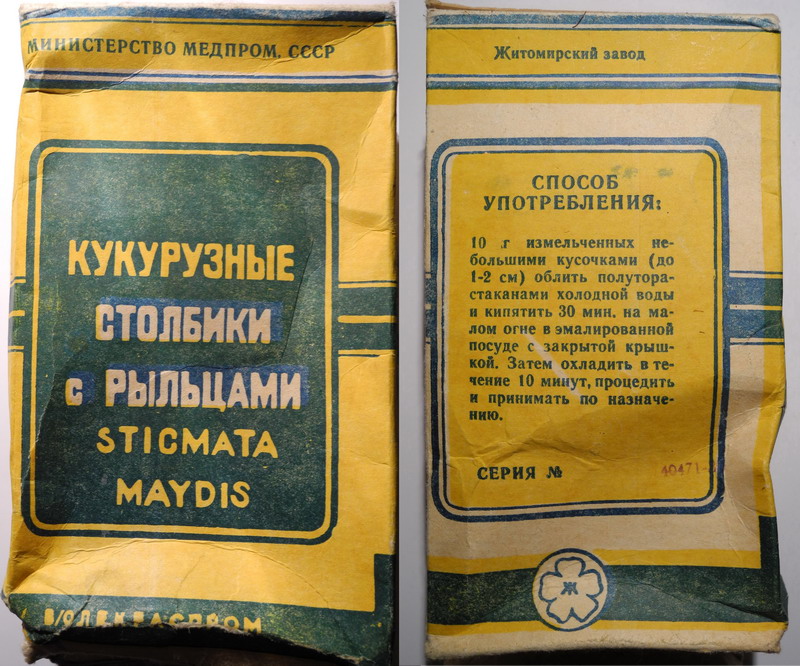 МИНИСТЕРСТВО МЕДПРОМ. СССР
КУКУРУЗНЫЕ
СТОЛБИКИ
с РЫЛЬЦАМИ
STICMATA
MAYDIS
В/О ЛЕКРАСПРОМ
Житомирский завод
СПОСОБ
УПОТРЕБЛЕНИЯ:
10 г измельченных не-
большими кусочками (до
1-2 см) облить полутора-
стаканами холодной воды
и кипятить 30 мин. на ма-
лом огне в эмалированной
посуде с закрытой крыш-
кой. Затем охладить в те-
чение 10 минут, процедить
и принимать по назначе-
нию.
СЕРИЯ №
Ж